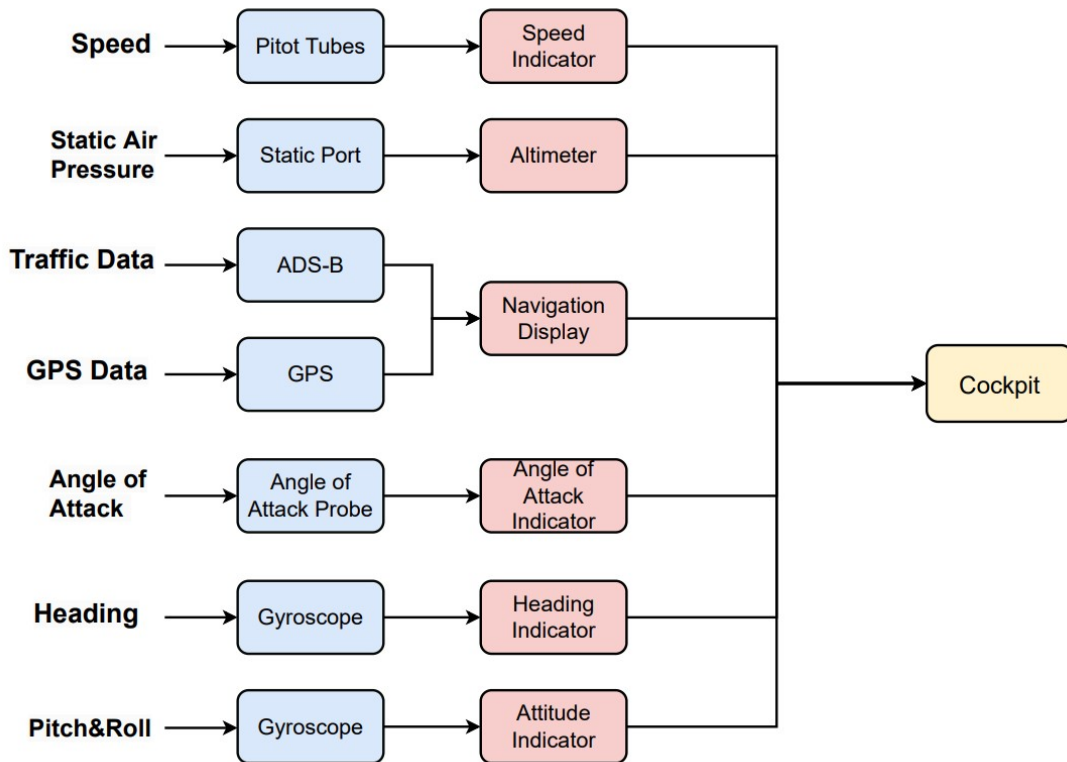 Speed
Pitot Tubes
Speed
Indicator
Static Air
Pressure
Static Port
Altimeter
Traffic Data
ADS-B
Navigation
Display
GPS Data
GPS
Cockpit
Angle of
Attack
Angle of
Attack Probe
Angle of
Attack
Indicator
Heading
Gyroscope
Heading
Indicator
Pitch&Roll
Gyroscope
Attitude
Indicator